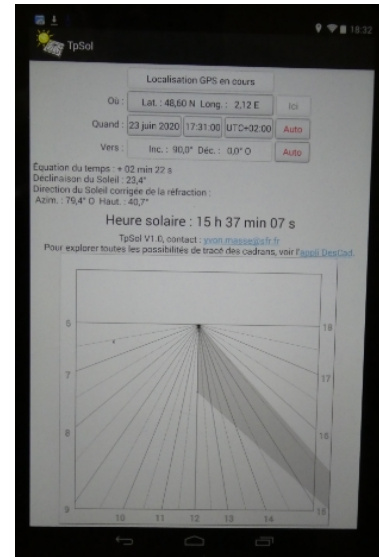 18:32
TpSol
Localisation GPS en cours
Où : Lat. : 48,60 N Long. : 2,12 E Ici
Quand : 23 juin 2020 17:31:00 UTC+02:00 Auto
Vers : Inc. : 90,0° Déc. : 0,0° O Auto
Équation du temps : + 02 min 22 s
Déclinaison du Soleil : 23,4°
Direction du Soleil corrigée de la réfraction :
Azim. : 79,4° O Haut. : 40,7°
Heure solaire : 15 h 37 min 07 s
TpSol V1.0, contact : yvon.masse@sfr.fr
Pour explorer toutes les possibilités de tracé des cadrans, voir l'appli DesCad.
6 18
7 17
8 16
9 10 11 12 13 14 15